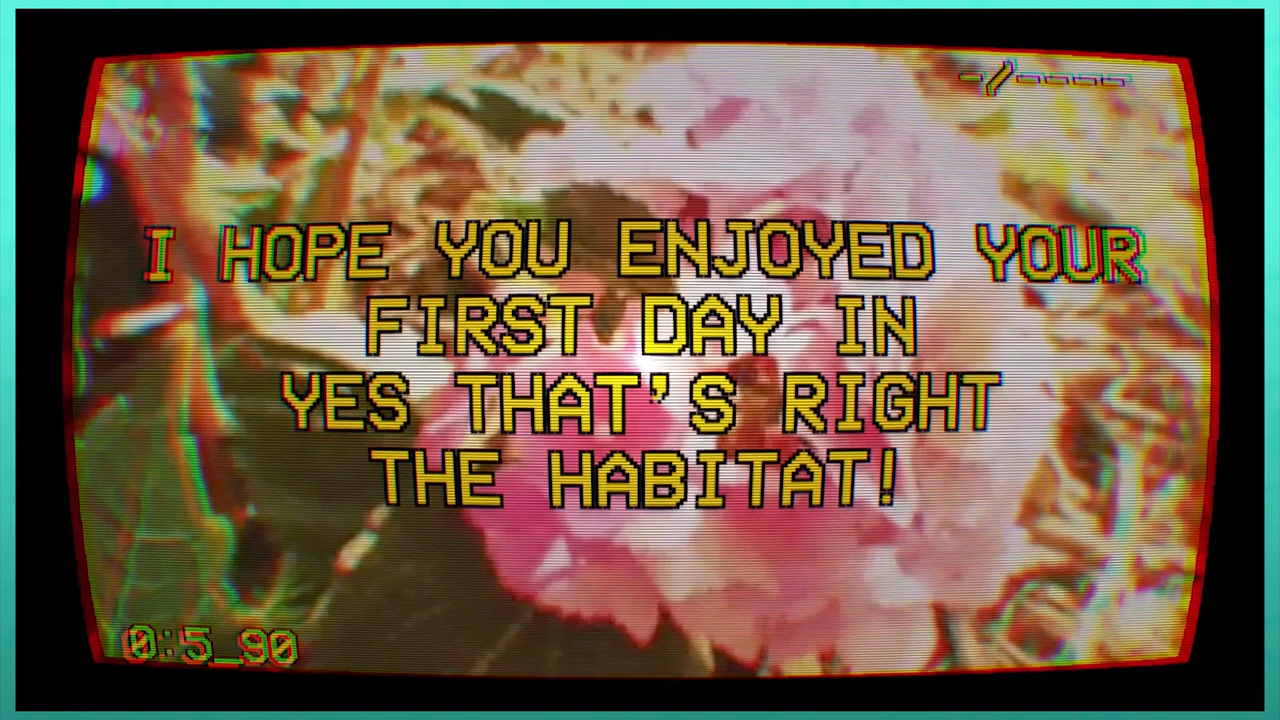 -/----
I HOPE YOU ENJOYED YOUR
FIRST DAY IN
YES THAT'S RIGHT
THE HABITAT!
0:5_90